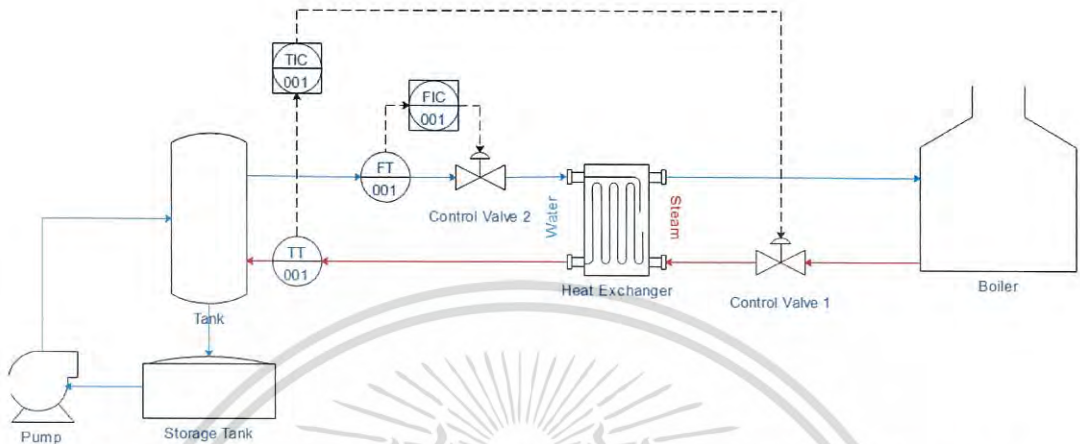 TIC
001
FIC
001
FT
001
Control Valve 2
Water
Steam
TT
001
Heat Exchanger
Control Valve 1
Boiler
Tank
Pump
Storage Tank